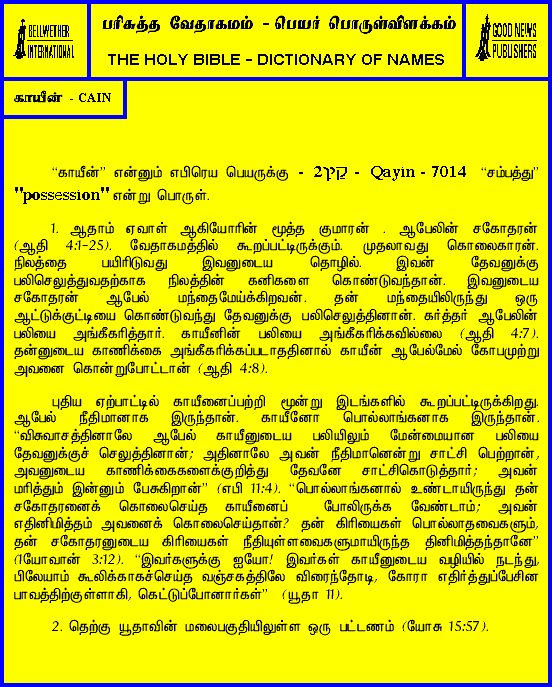 BELLWETHER
INTERNATIONAL
பரிசுத்த வேதாகமம் - பெயர் பொருள்விளக்கம்
THE HOLY BIBLE - DICTIONARY OF NAMES
GOOD NEWS
PUBLISHERS
காயீன் - CAIN
“காயீன்” என்னும் எபிரெய பெயருக்கு - 2קַיִן - Qayin - 7014 “சம்பத்து”
"possession" என்று பொருள்.
1. ஆதாம் ஏவாள் ஆகியோரின் மூத்த குமாரன் . ஆபேலின் சகோதரன்
(ஆதி 4:1-25). வேதாகமத்தில் கூறப்பட்டிருக்கும். முதலாவது கொலைகாரன்.
நிலத்தை பயிரிடுவது இவனுடைய தொழில். இவன் தேவனுக்கு
பலிசெலுத்துவதற்காக நிலத்தின் கனிகளை கொண்டுவந்தான். இவனுடைய
சகோதரன் ஆபேல் மந்தைமேய்க்கிறவன். தன் மந்தையிலிருந்து ஒரு
ஆட்டுக்குட்டியை கொண்டுவந்து தேவனுக்கு பலிசெலுத்தினான். கர்த்தர் ஆபேலின்
பலியை அங்கீகரித்தார். காயீனின் பலியை அங்கீகரிக்கவில்லை (ஆதி 4:7).
தன்னுடைய காணிக்கை அங்கீகரிக்கப்படாததினால் காயீன் ஆபேல்மேல் கோபமுற்று
அவனை கொன்றுபோட்டான் (ஆதி 4:8).
புதிய ஏற்பாட்டில் காயீனைப்பற்றி மூன்று இடங்களில் கூறப்பட்டிருக்கிறது.
ஆபேல் நீதிமானாக இருந்தான். காயீனோ பொல்லாங்கனாக இருந்தான்.
“விசுவாசத்தினாலே ஆபேல் காயீனுடைய பலியிலும் மேன்மையான பலியை
தேவனுக்குச் செலுத்தினான்; அதினாலே அவன் நீதிமானென்று சாட்சி பெற்றான்,
அவனுடைய காணிக்கைகளைக்குறித்து தேவனே சாட்சிகொடுத்தார்; அவன்
மரித்தும் இன்னும் பேசுகிறான்” (எபி 11:4). “பொல்லாங்கனால் உண்டாயிருந்து தன்
சகோதரனைக் கொலைசெய்த காயீனைப் போலிருக்க வேண்டாம்; அவன்
எதினிமித்தம் அவனைக் கொலைசெய்தான்? தன் கிரியைகள் பொல்லாதவைகளும்,
தன் சகோதரனுடைய கிரியைகள் நீதியுள்ளவைகளுமாயிருந்த தினிமித்தந்தானே”
(1யோவான் 3:12). “இவர்களுக்கு ஐயோ! இவர்கள் காயீனுடைய வழியில் நடந்து,
பிலேயாம் கூலிக்காகச்செய்த வஞ்சகத்திலே விரைந்தோடி, கோரா எதிர்த்துப்பேசின
பாவத்திற்குள்ளாகி, கெட்டுப்போனார்கள்” (யூதா 11).
2. தெற்கு யூதாவின் மலைபகுதியிலுள்ள ஒரு பட்டணம் (யோசு 15:57).